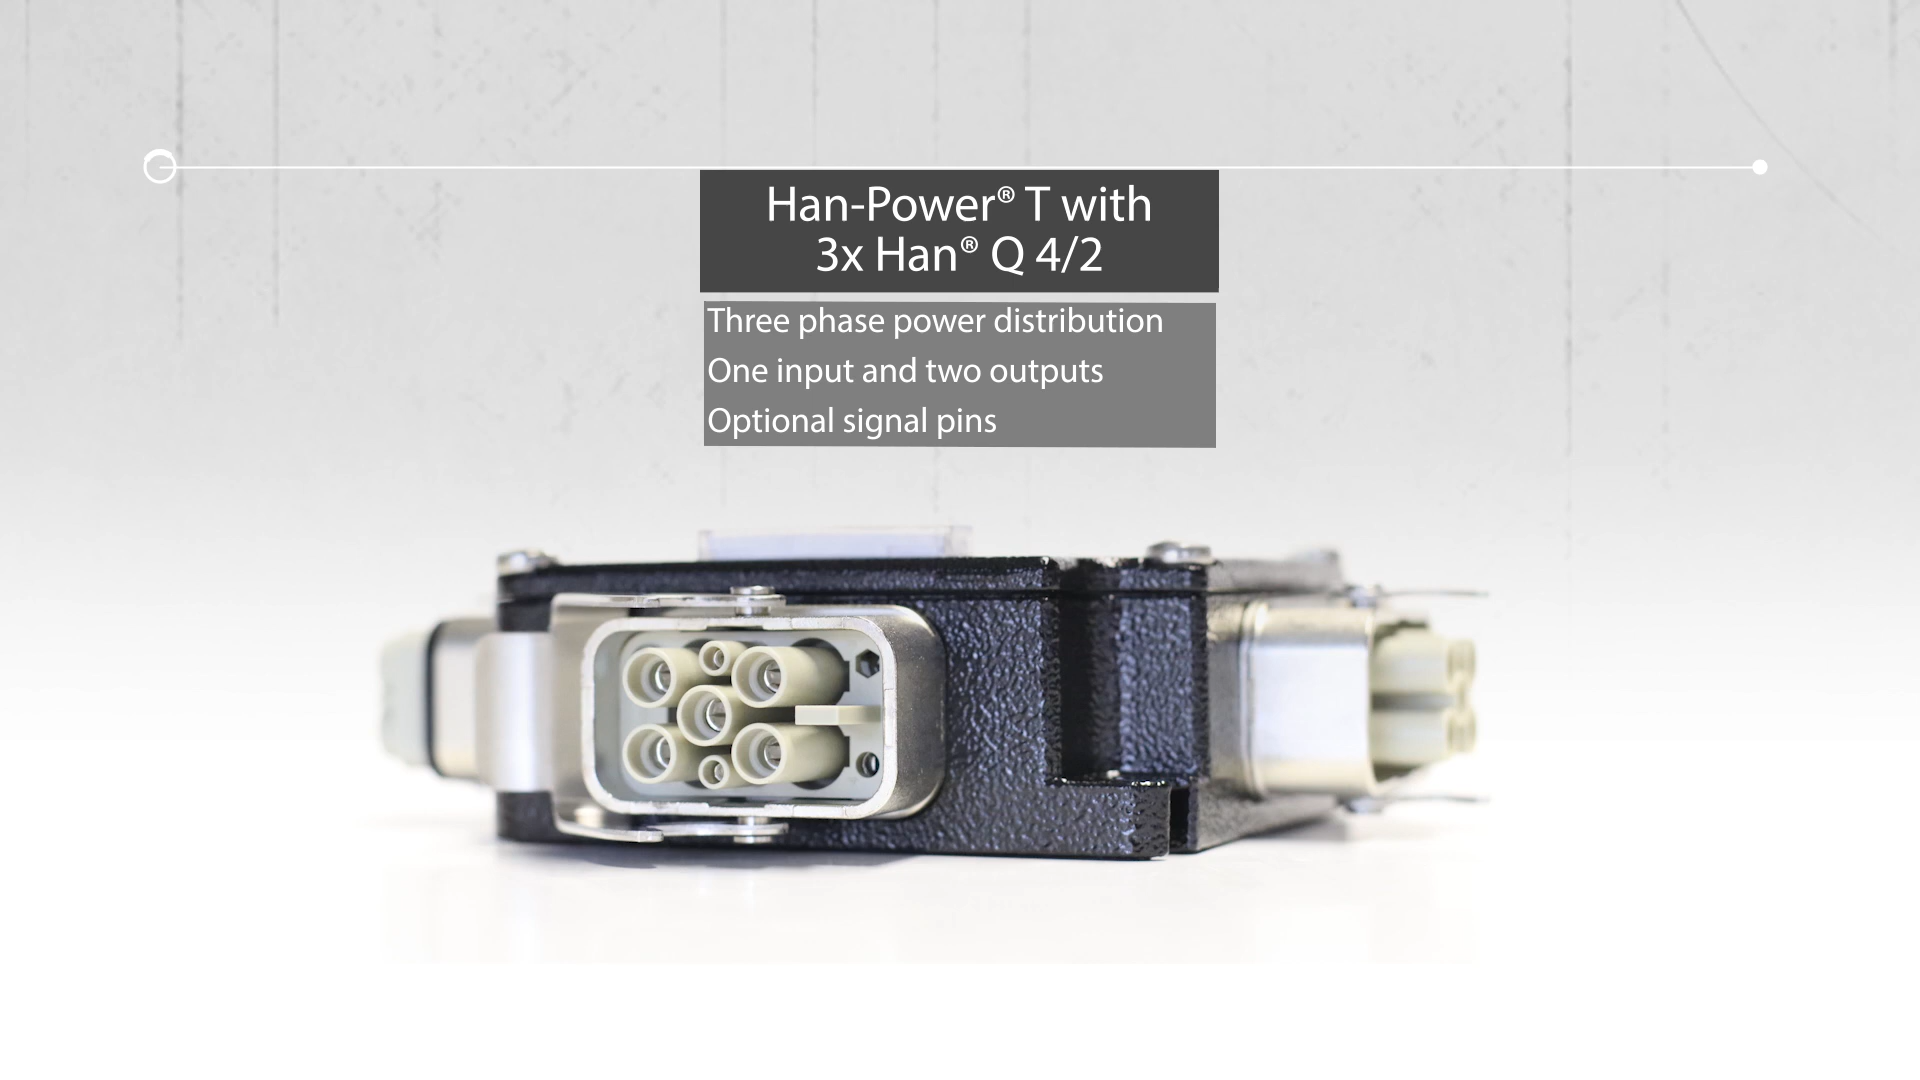 Han-Power® T with
3x Han® Q 4/2
Three phase power distribution
One input and two outputs
Optional signal pins